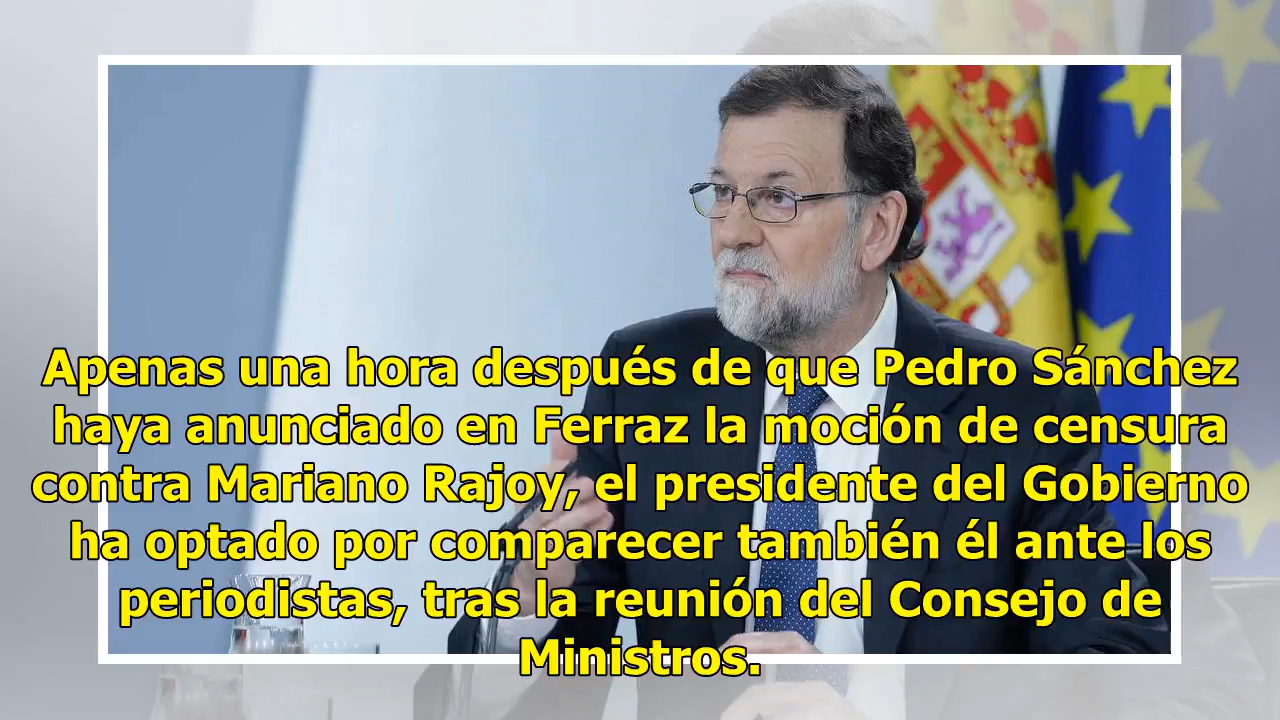 Apenas una hora después de que Pedro Sánchez
haya anunciado en Ferraz la moción de censura
contra Mariano Rajoy, el presidente del Gobierno
ha optado por comparecer también él ante los
periodistas, tras la reunión del Consejo de
Ministros.